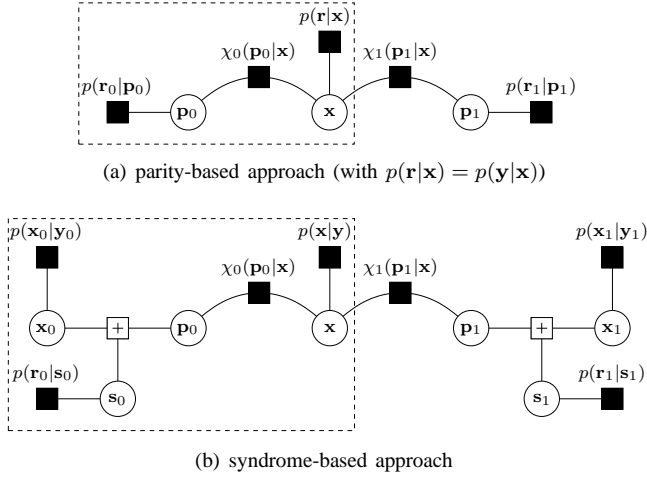 p(r|x)
χ₀(p₀|x) χ₁(p₁|x)
p(r₀|p₀) p(r₁|p₁)
p₀ x p₁
(a) parity-based approach (with p(r|x) = p(y|x))
p(x₀|y₀) p(x|y) p(x₁|y₁)
χ₀(p₀|x) χ₁(p₁|x)
x₀ + p₀ x p₁ + x₁
p(r₀|s₀) p(r₁|s₁)
s₀ s₁
(b) syndrome-based approach